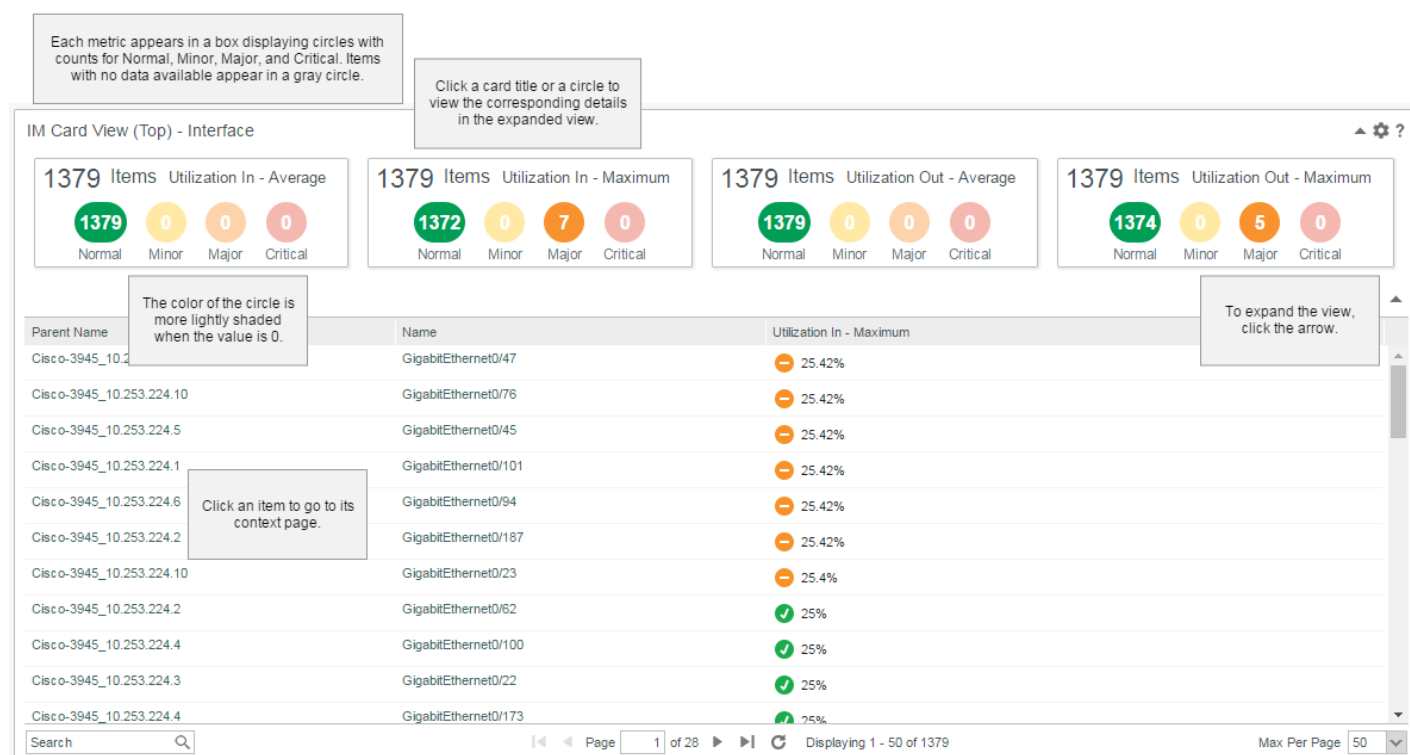 Each metric appears in a box displaying circles with
counts for Normal, Minor, Major, and Critical. Items
with no data available appear in a gray circle.
Click a card title or a circle to
view the corresponding details
in the expanded view.
IM Card View (Top) - Interface
?
1379 Items Utilization In - Average
1379 0 0 0
Normal Minor Major Critical
1379 Items Utilization In - Maximum
1372 0 7 0
Normal Minor Major Critical
1379 Items Utilization Out - Average
1379 0 0 0
Normal Minor Major Critical
1379 Items Utilization Out - Maximum
1374 0 5 0
Normal Minor Major Critical
The color of the circle is
more lightly shaded
when the value is 0.
To expand the view,
click the arrow.
Parent Name Name Utilization In - Maximum
Cisco-3945_10.2 GigabitEthernet0/47 25.42%
Cisco-3945_10.253.224.10 GigabitEthernet0/76 25.42%
Cisco-3945_10.253.224.5 GigabitEthernet0/45 25.42%
Cisco-3945_10.253.224.1 GigabitEthernet0/101 25.42%
Cisco-3945_10.253.224.6 GigabitEthernet0/94 25.42%
Cisco-3945_10.253.224.2 GigabitEthernet0/187 25.42%
Click an item to go to its
context page.
Cisco-3945_10.253.224.10 GigabitEthernet0/23 25.4%
Cisco-3945_10.253.224.2 GigabitEthernet0/62 25%
Cisco-3945_10.253.224.4 GigabitEthernet0/100 25%
Cisco-3945_10.253.224.3 GigabitEthernet0/22 25%
Cisco-3945_10.253.224.4 GigabitEthernet0/173 25%
Search Page 1 of 28 Displaying 1 - 50 of 1379 Max Per Page 50